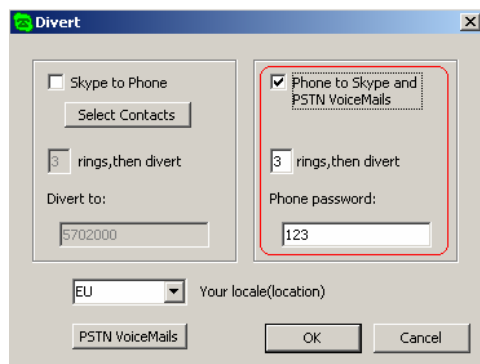 Divert
Skype to Phone
Select Contacts
3 rings,then divert
Divert to:
5702000
Phone to Skype and
PSTN VoiceMails
3 rings,then divert
Phone password:
123
EU Your locale(location)
PSTN VoiceMails OK Cancel